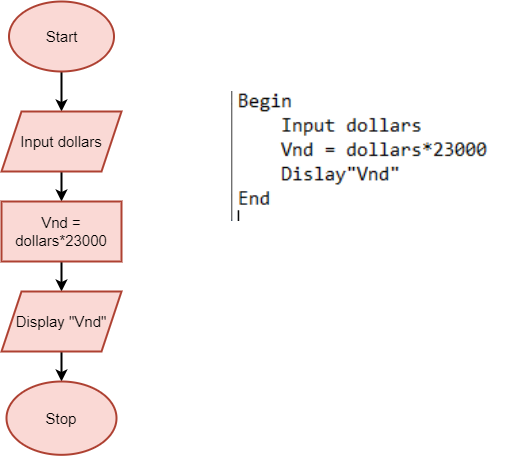 Start
Input dollars
Vnd =
dollars*23000
Display "Vnd"
Stop
Begin
Input dollars
Vnd = dollars*23000
Dislay"Vnd"
End